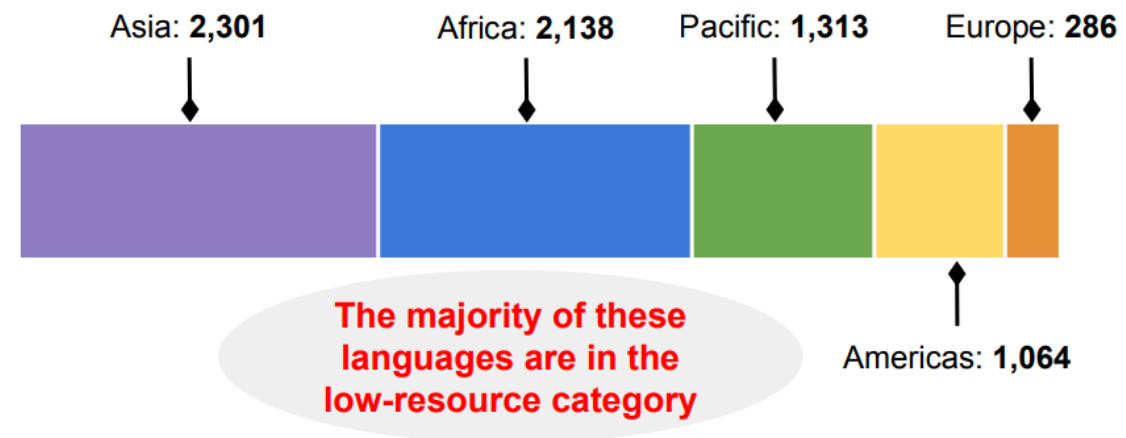 Asia: 2,301
Africa: 2,138
Pacific: 1,313
Europe: 286
The majority of these
languages are in the
low-resource category
Americas: 1,064